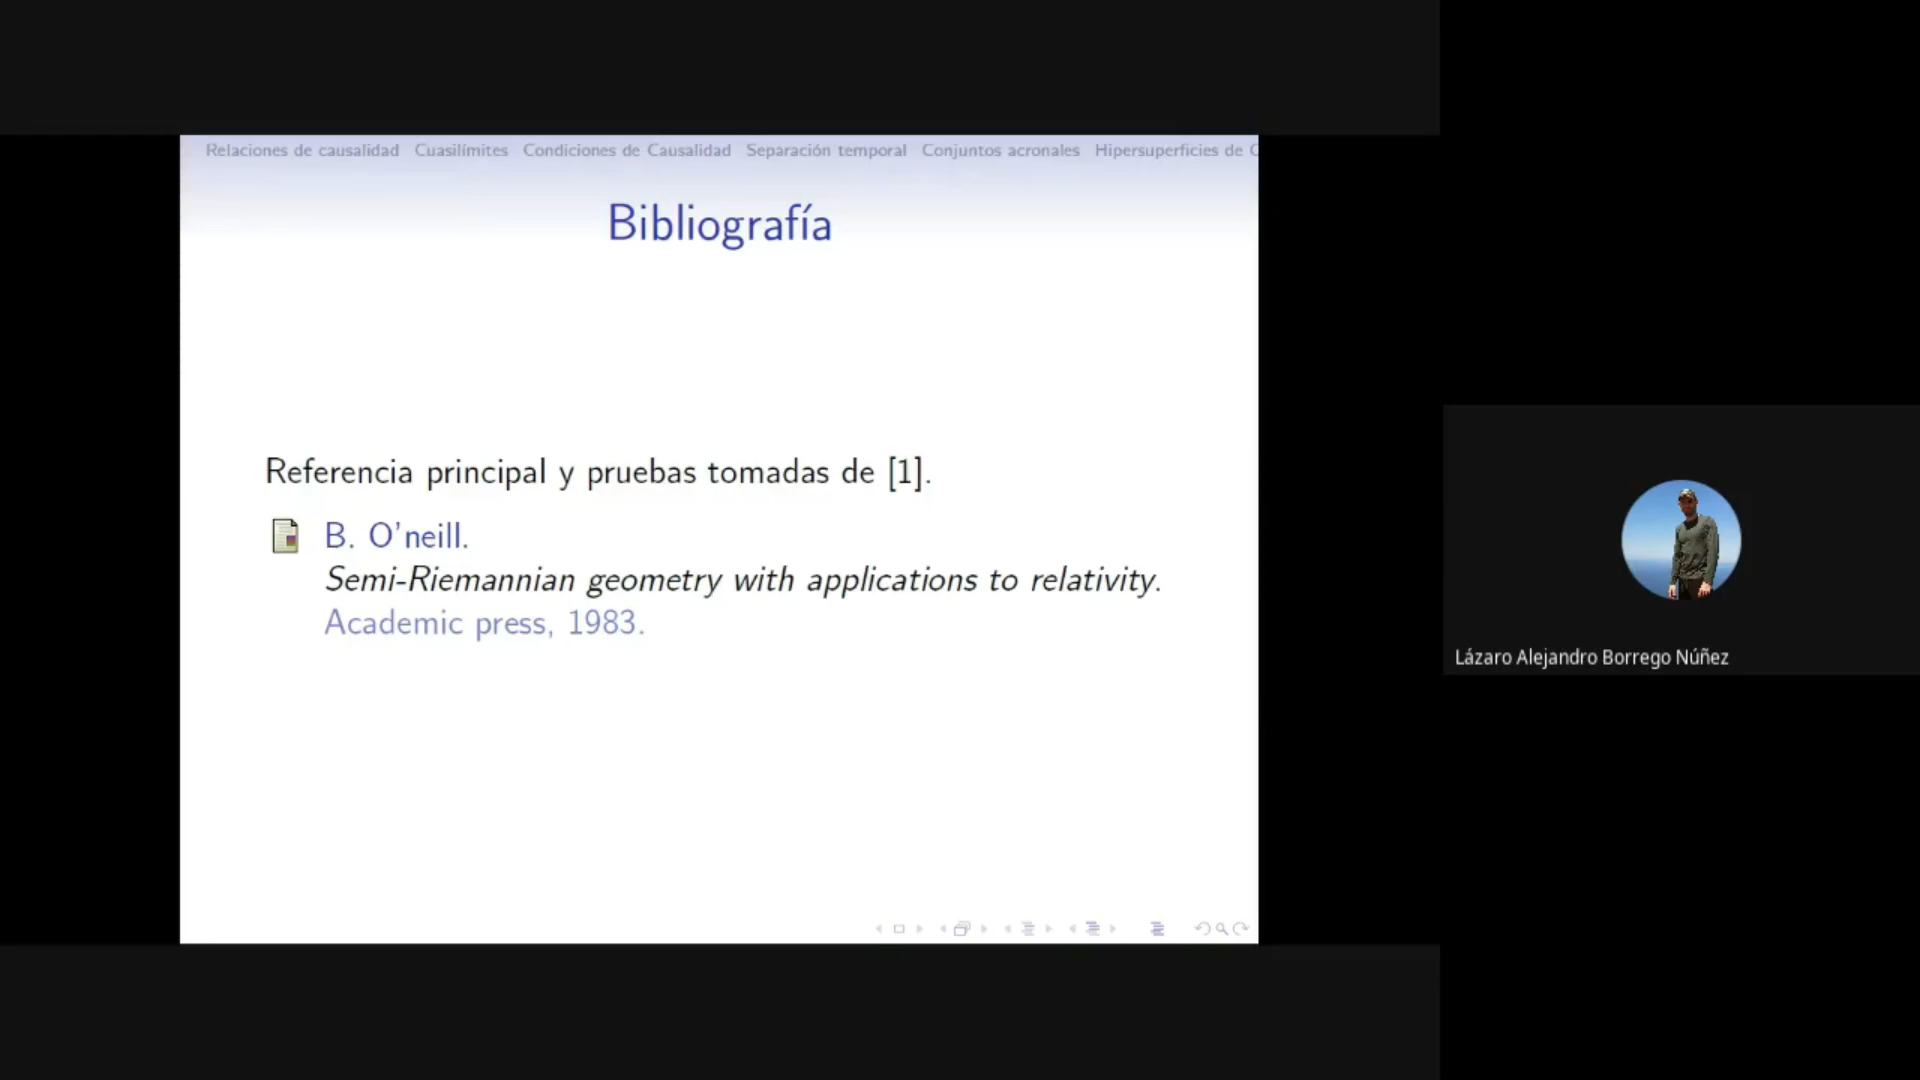 Relaciones de causalidad Cuasilímites Condiciones de Causalidad Separación temporal Conjuntos acronales Hipersuperficies de C
Bibliografía
Referencia principal y pruebas tomadas de [1].
B. O'neill.
Semi-Riemannian geometry with applications to relativity.
Academic press, 1983.
Lázaro Alejandro Borrego Núñez